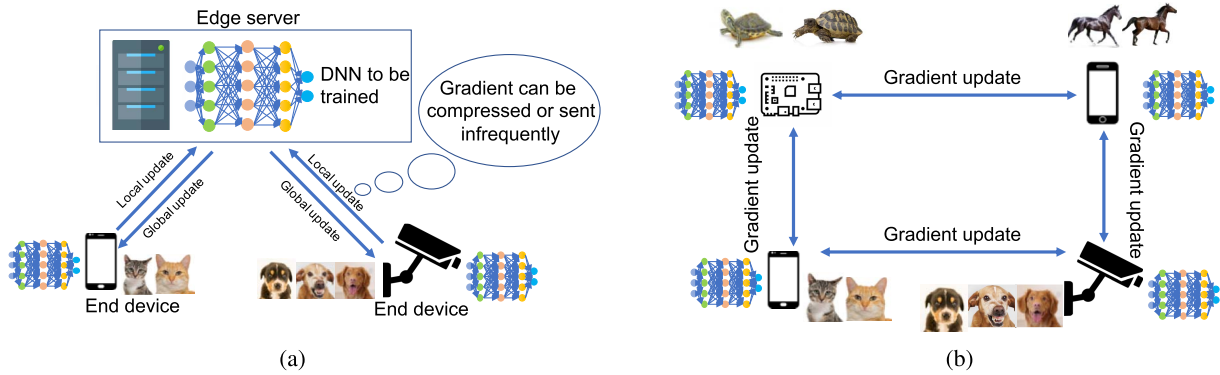 Edge server
DNN to be
trained
Gradient can be
compressed or sent
infrequently
Local update
Global update
Local update
Global update
End device
End device
(a)
Gradient update
Gradient update
Gradient update
Gradient update
(b)